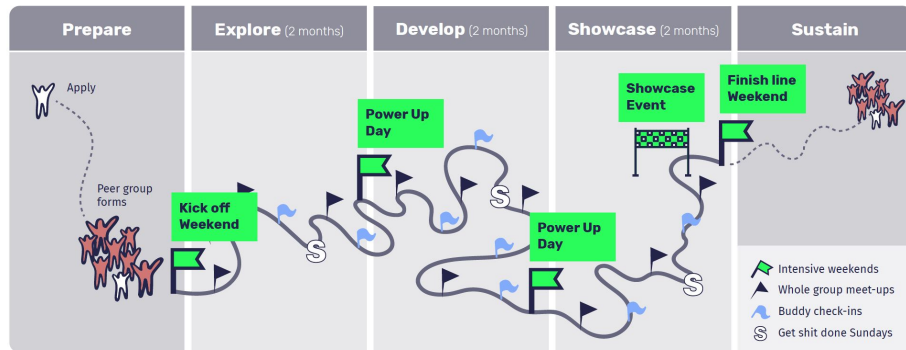 Prepare
Explore (2 months)
Develop (2 months)
Showcase (2 months)
Sustain
Apply
Peer group
forms
Kick off
Weekend
Power Up
Day
Power Up
Day
Showcase
Event
Finish line
Weekend
S
S
S
Intensive weekends
Whole group meet-ups
Buddy check-ins
S Get shit done Sundays